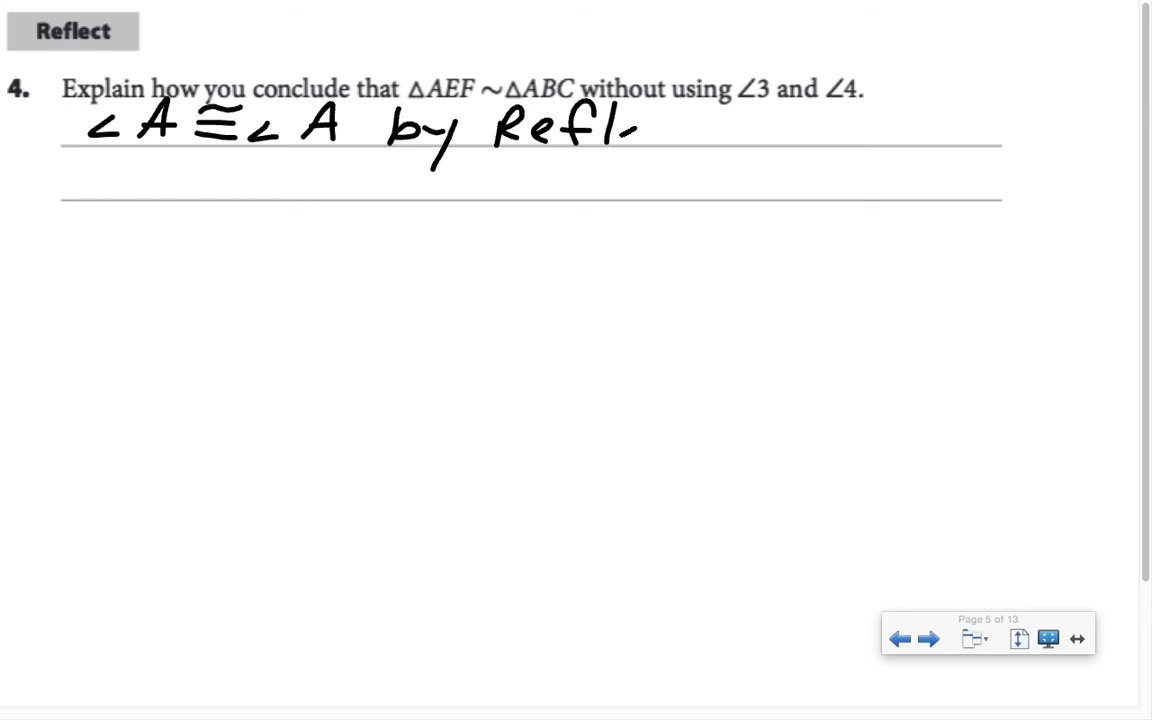 Reflect
4. Explain how you conclude that △AEF ~ △ABC without using ∠3 and ∠4.
∠A ≅ ∠A by Refl
Page 5 of 13